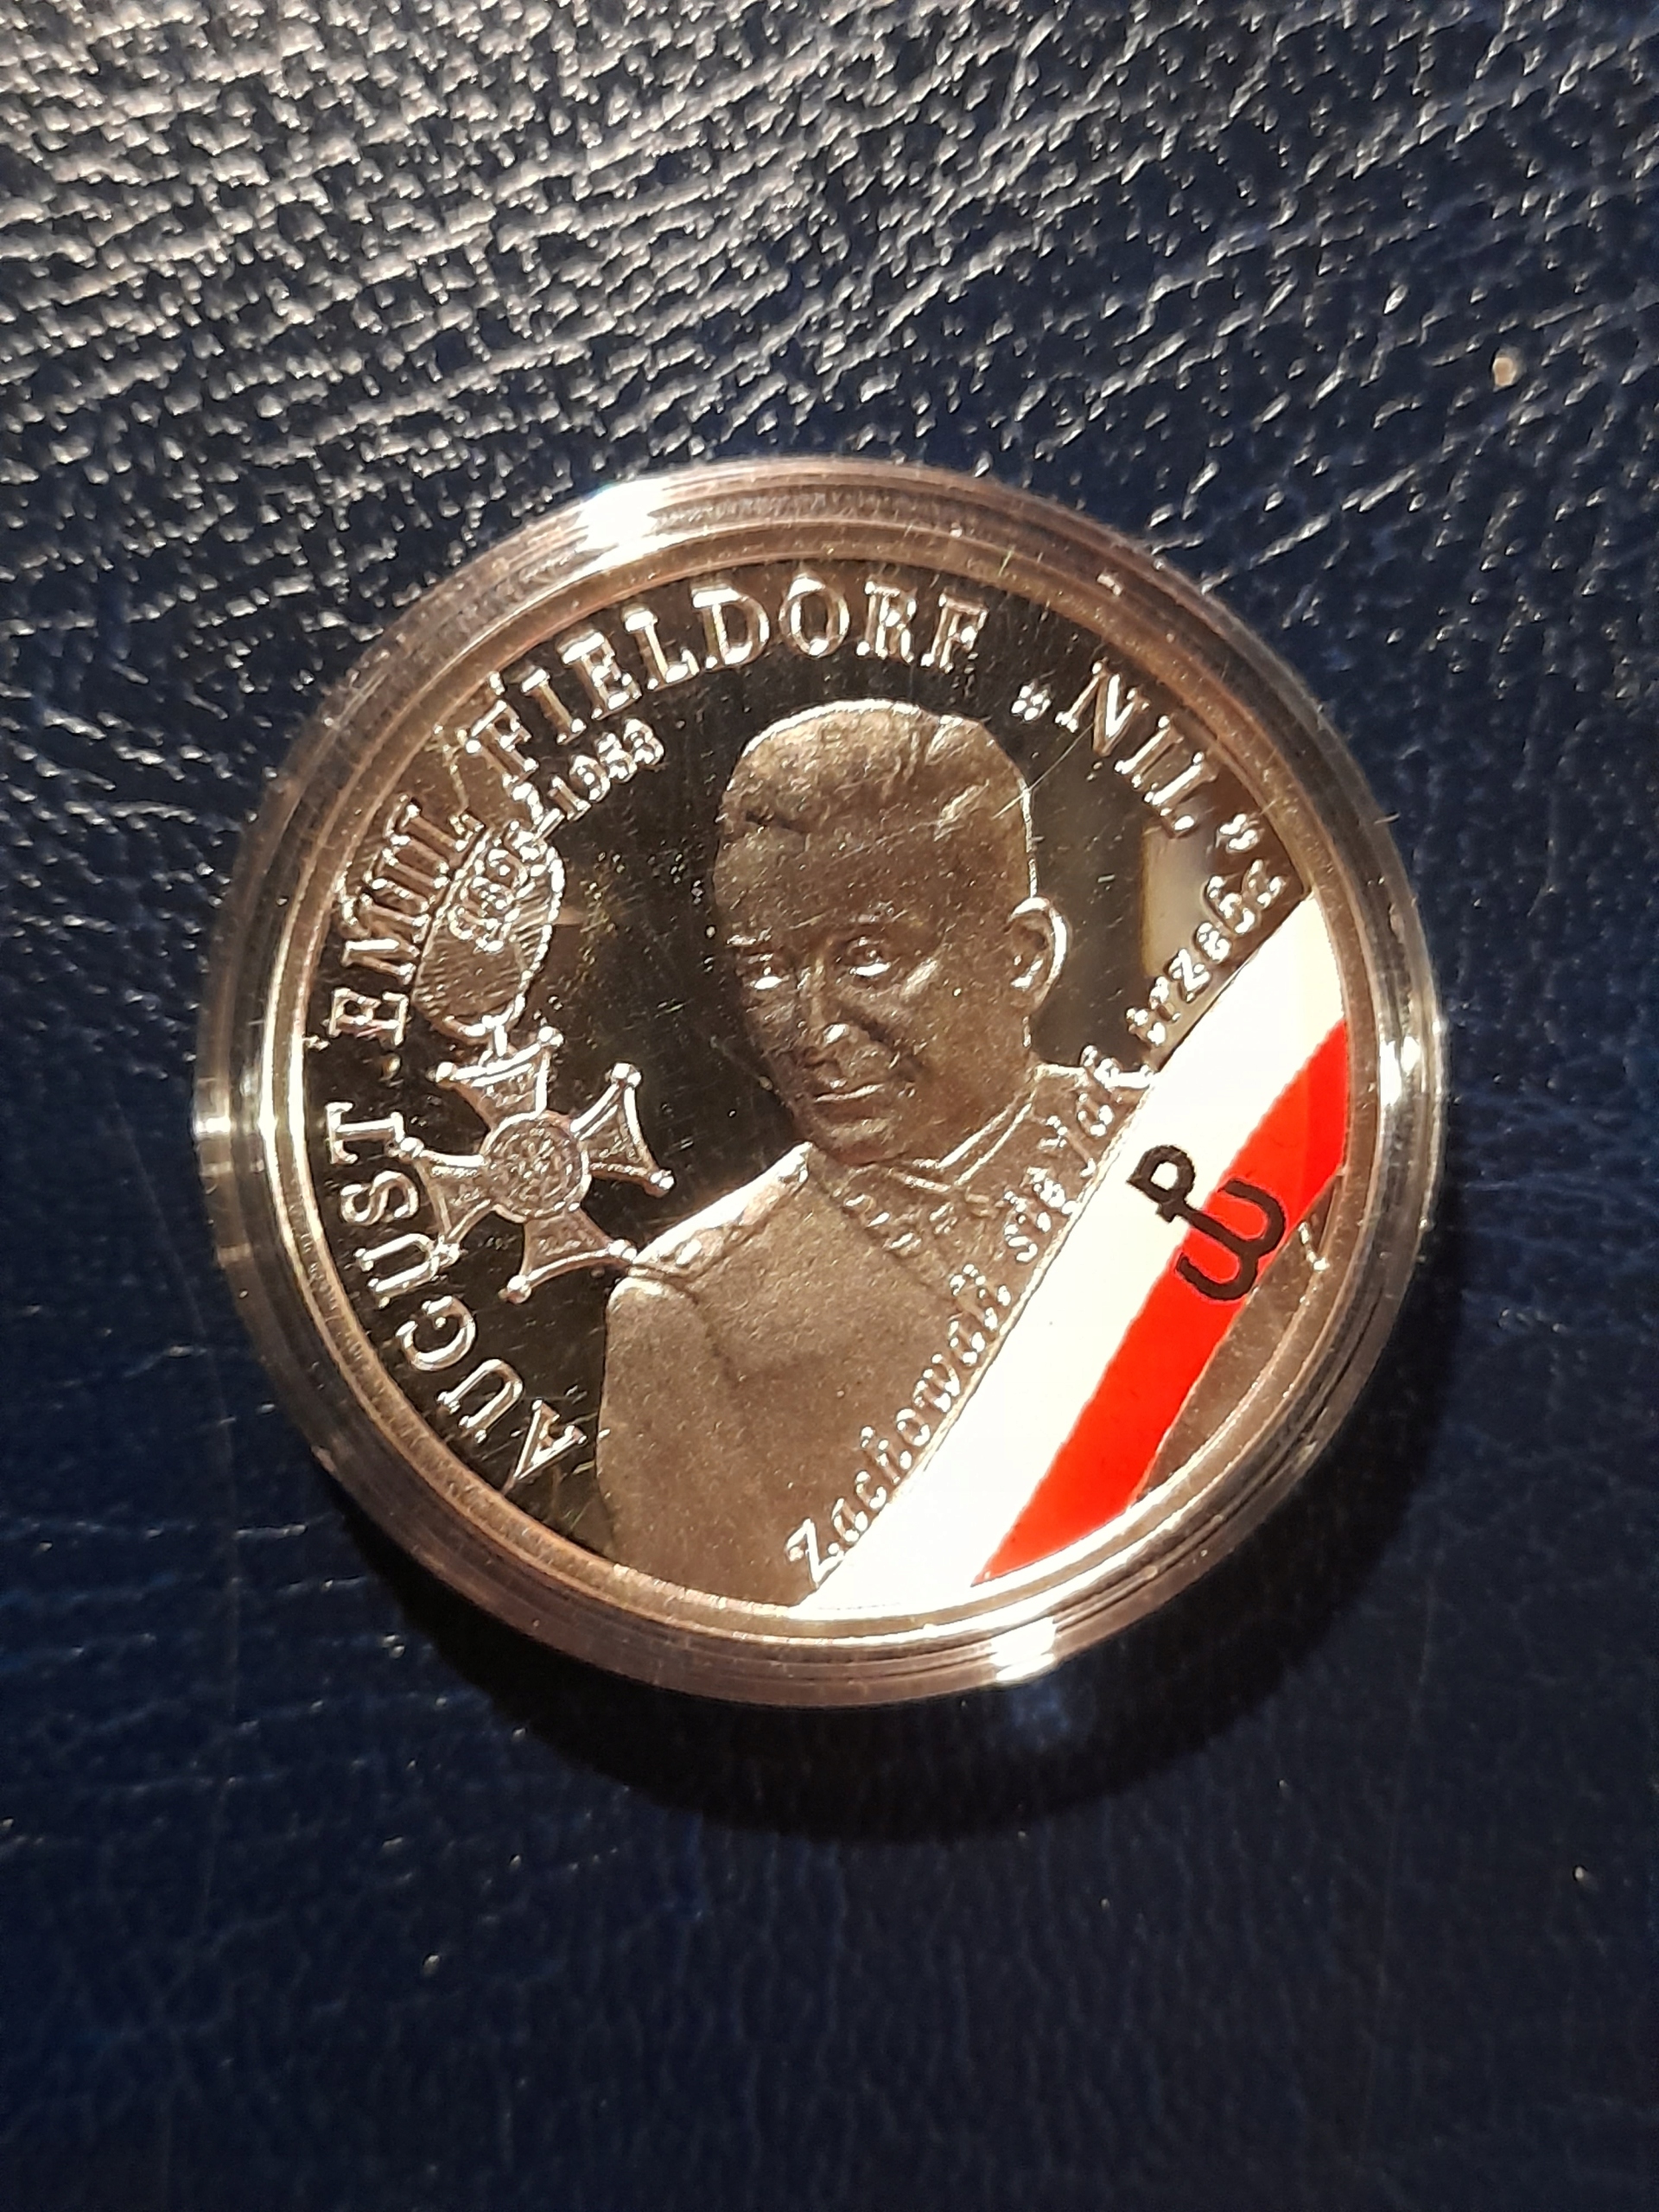 AUGUST EMIL FIELDORF „NIL”
1953
Zachowali się jak trzeba